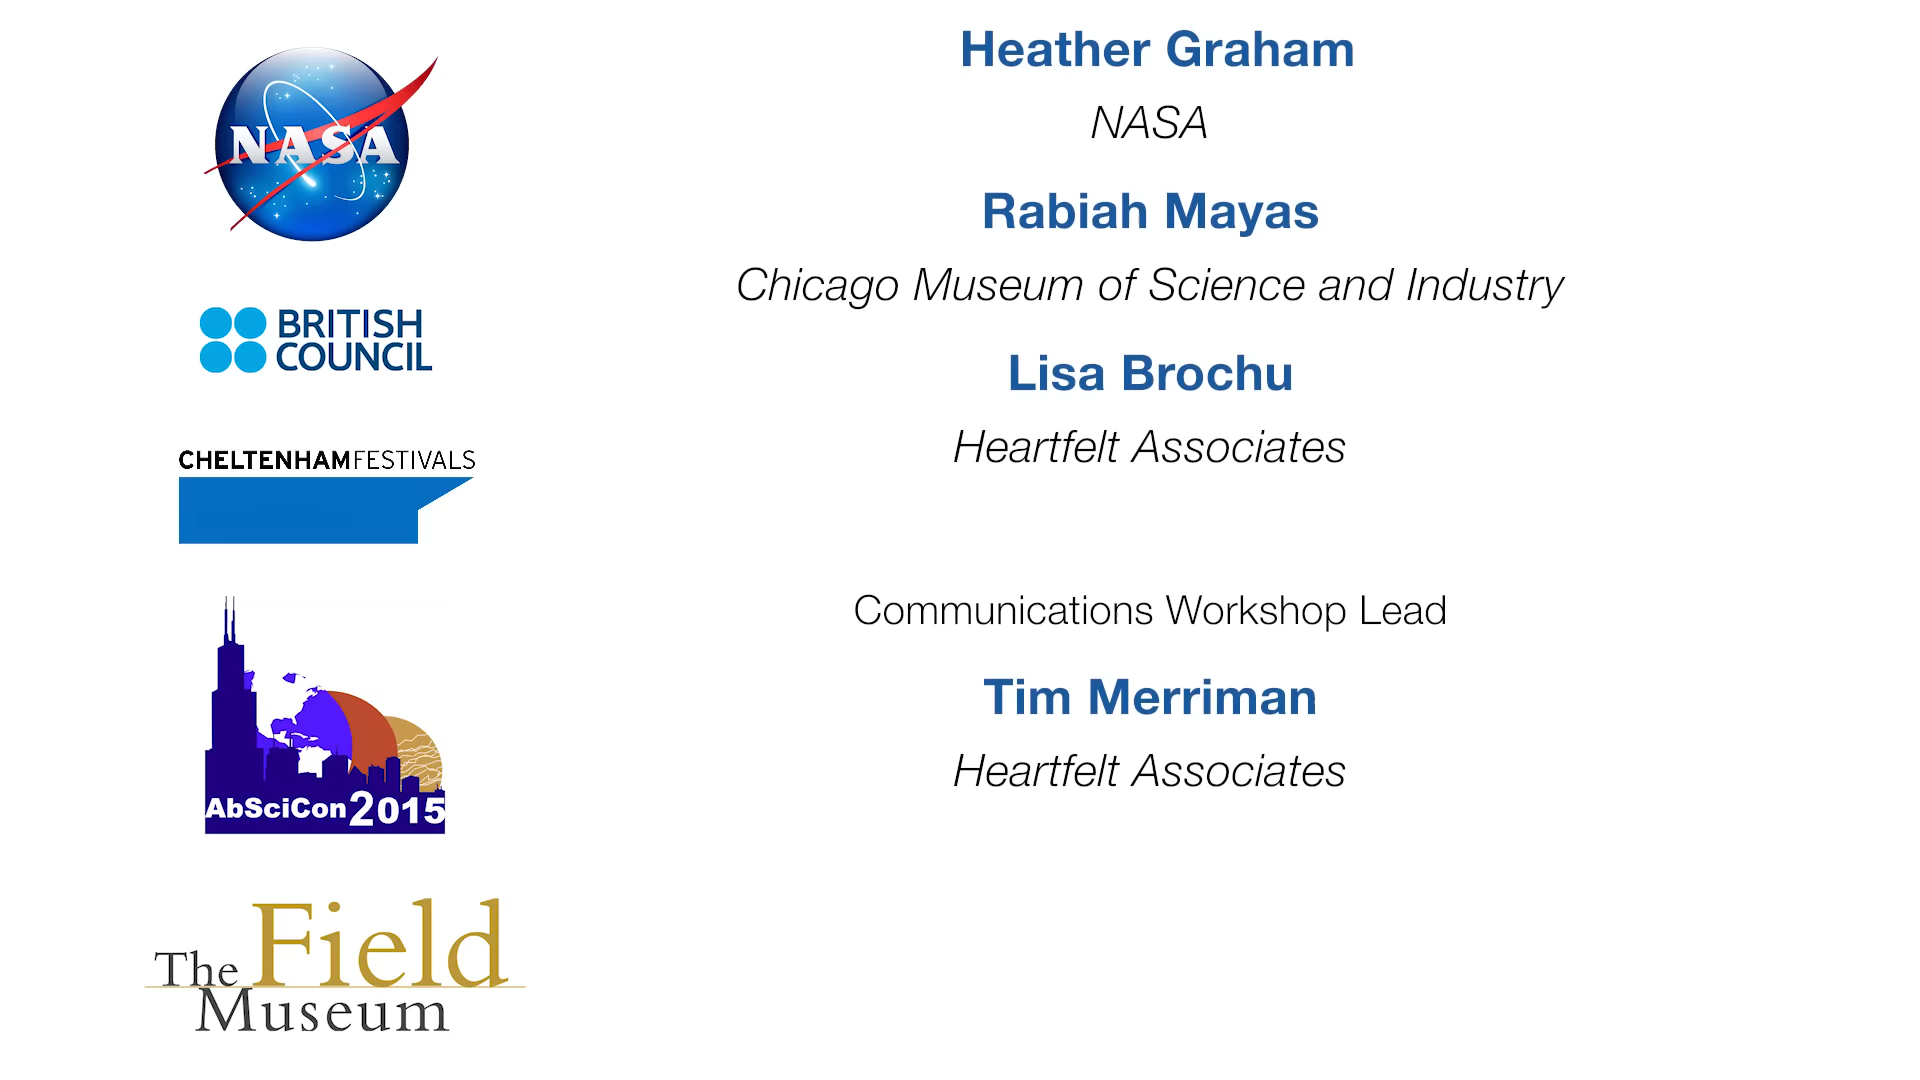 NASA
BRITISH
COUNCIL
CHELTENHAMFESTIVALS
AbSciCon2015
The Field
Museum
Heather Graham
NASA
Rabiah Mayas
Chicago Museum of Science and Industry
Lisa Brochu
Heartfelt Associates
Communications Workshop Lead
Tim Merriman
Heartfelt Associates